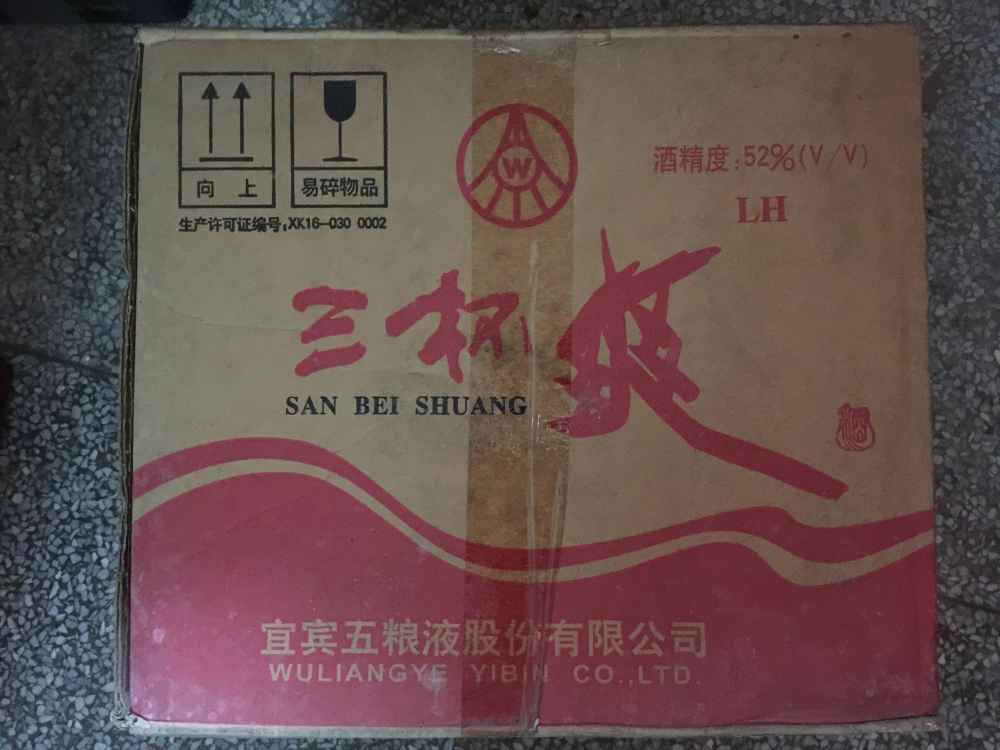 向 上
易碎物品
生产许可证编号:XK16-030 0002
W
酒精度:52%(V/V)
LH
三杯爽
SAN BEI SHUANG
酒
宜宾五粮液股份有限公司
WULIANGYE YIBIN CO.,LTD.